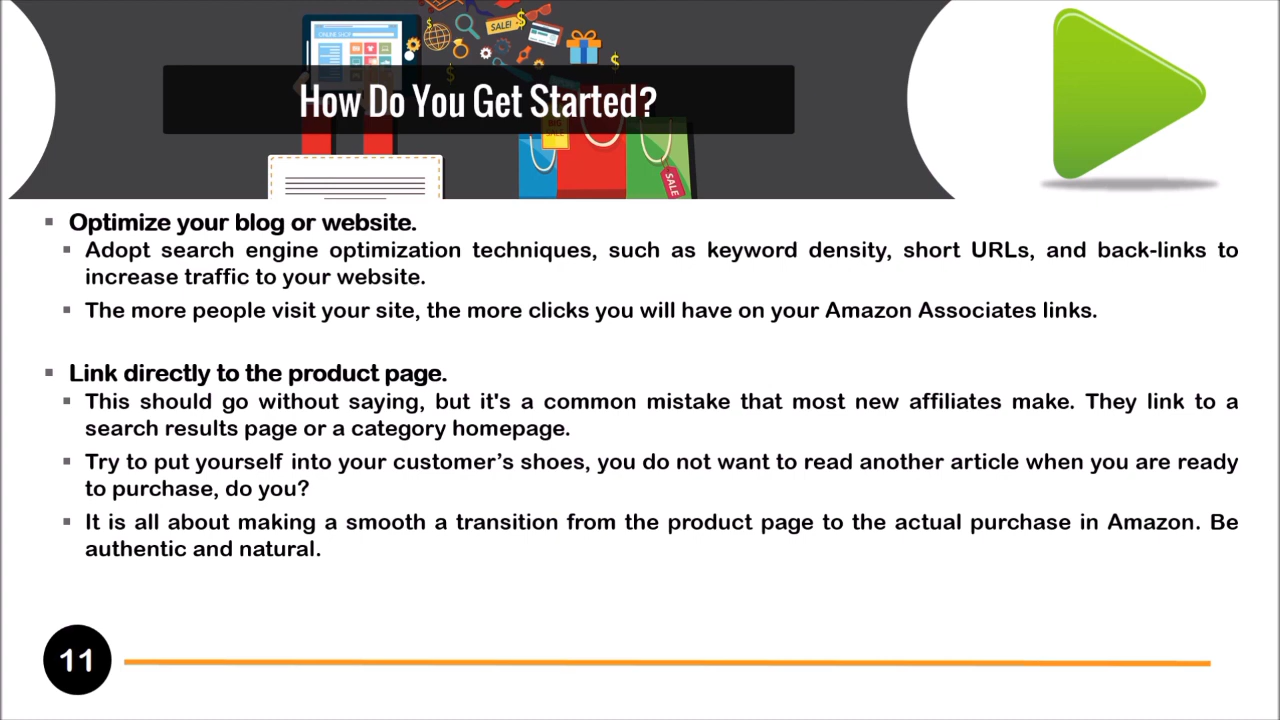 ONLINE SHOP
SALE!
How Do You Get Started?
BIG
SALE
SALE
Optimize your blog or website.
Adopt search engine optimization techniques, such as keyword density, short URLs, and back-links to
increase traffic to your website.
The more people visit your site, the more clicks you will have on your Amazon Associates links.
Link directly to the product page.
This should go without saying, but it's a common mistake that most new affiliates make. They link to a
search results page or a category homepage.
Try to put yourself into your customer’s shoes, you do not want to read another article when you are ready
to purchase, do you?
It is all about making a smooth a transition from the product page to the actual purchase in Amazon. Be
authentic and natural.
11